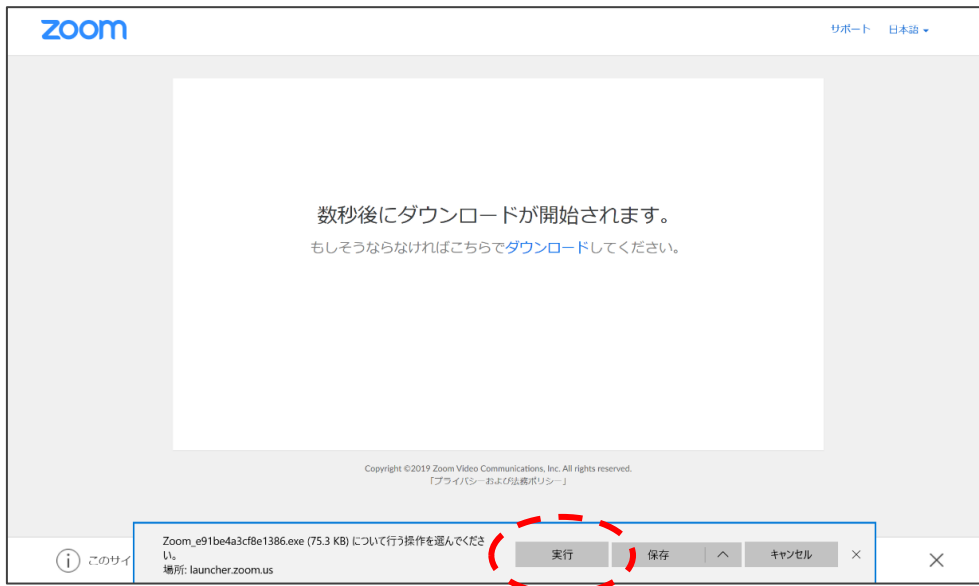 zoom
サポート 日本語
数秒後にダウンロードが開始されます。
もしそうならなければこちらでダウンロードしてください。
Copyright ©2019 Zoom Video Communications, Inc. All rights reserved.
「プライバシーおよび法務ポリシー」
このサイ
Zoom_e91be4a3cf8e1386.exe (75.3 KB) について行う操作を選んでくださ
い。
場所: launcher.zoom.us
実行 保存 キャンセル